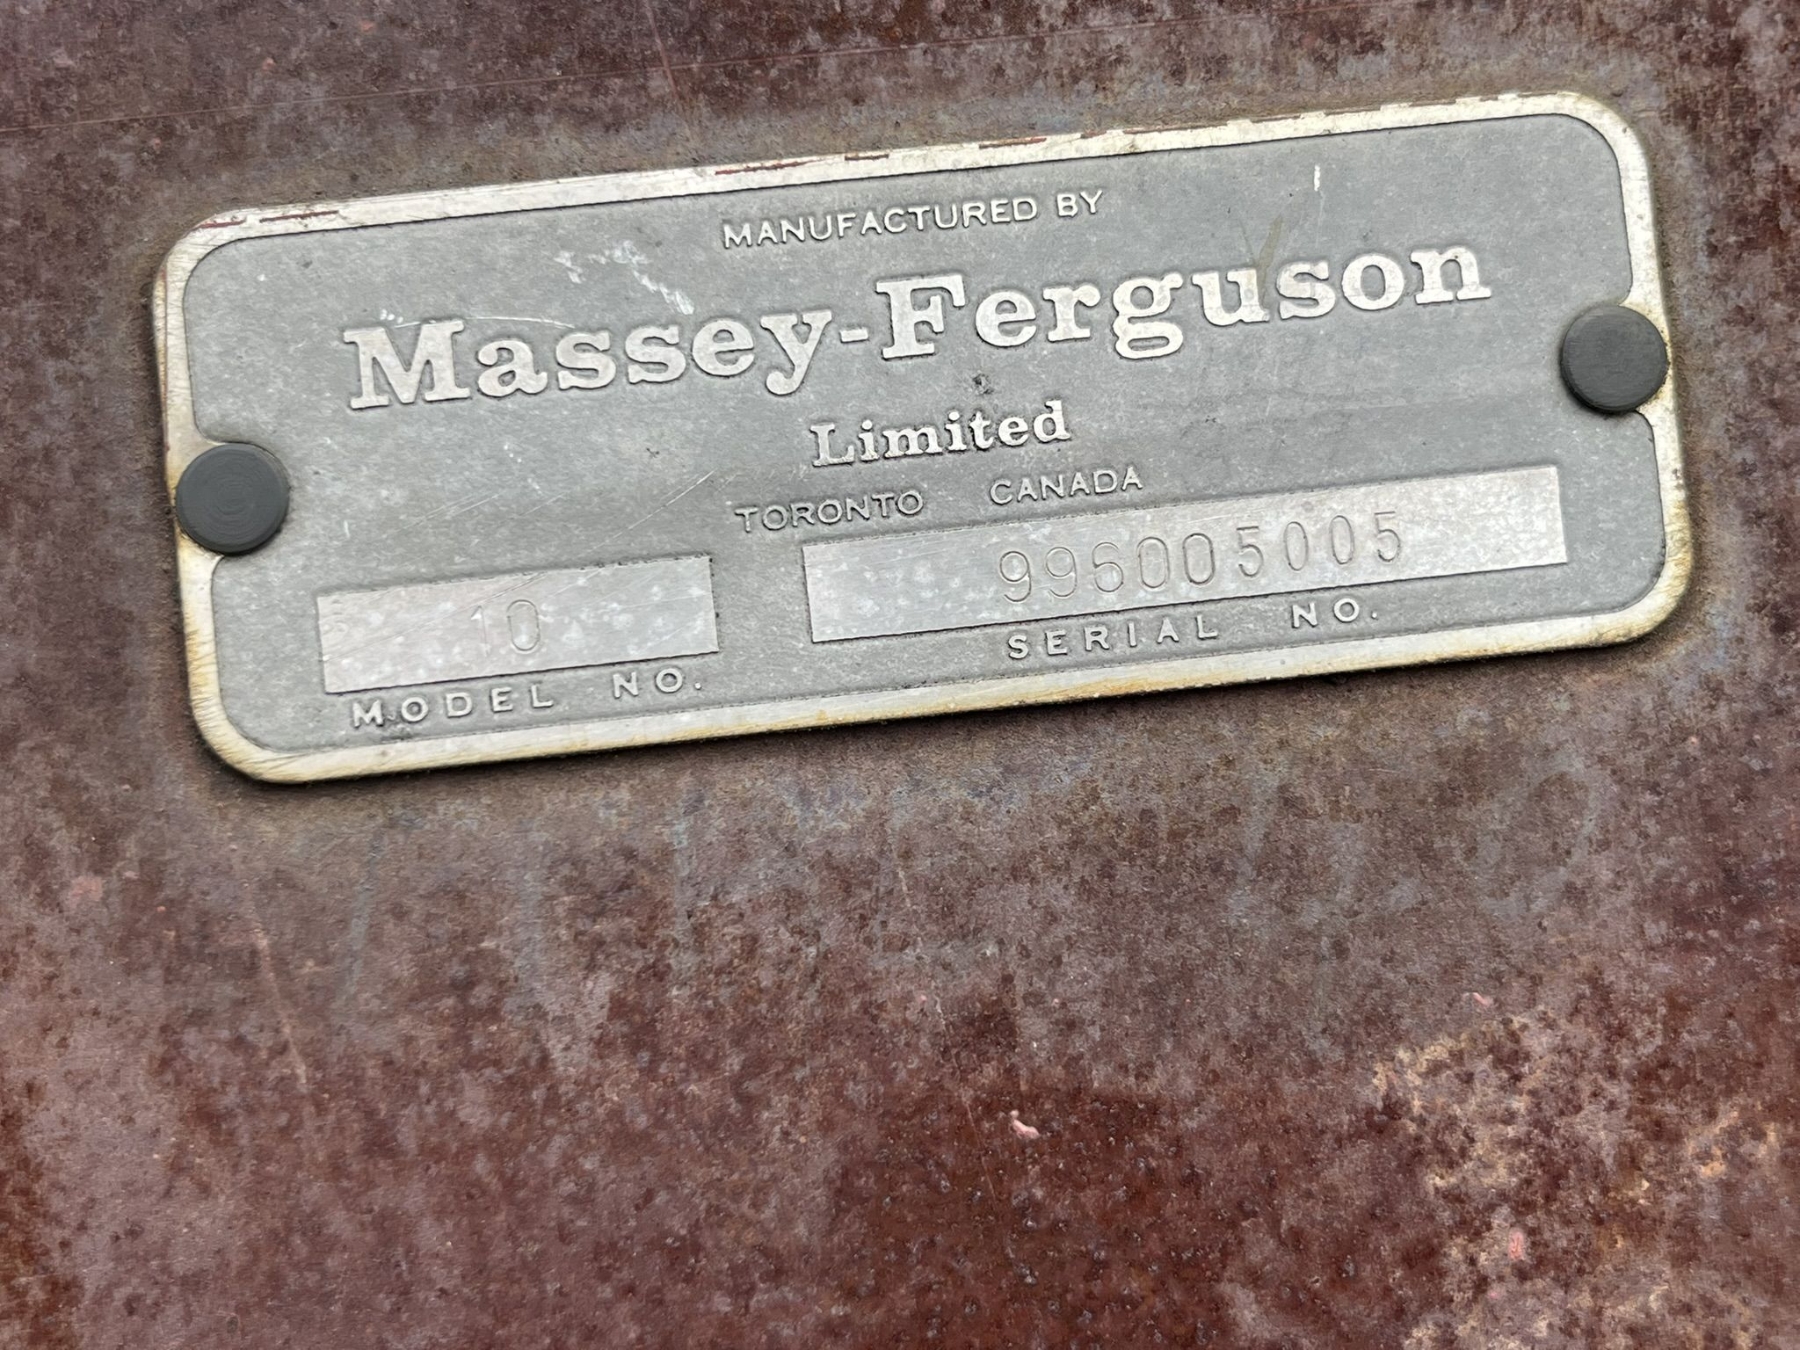 MANUFACTURED BY
Massey-Ferguson
Limited
TORONTO CANADA
10 996005005
MODEL NO. SERIAL NO.